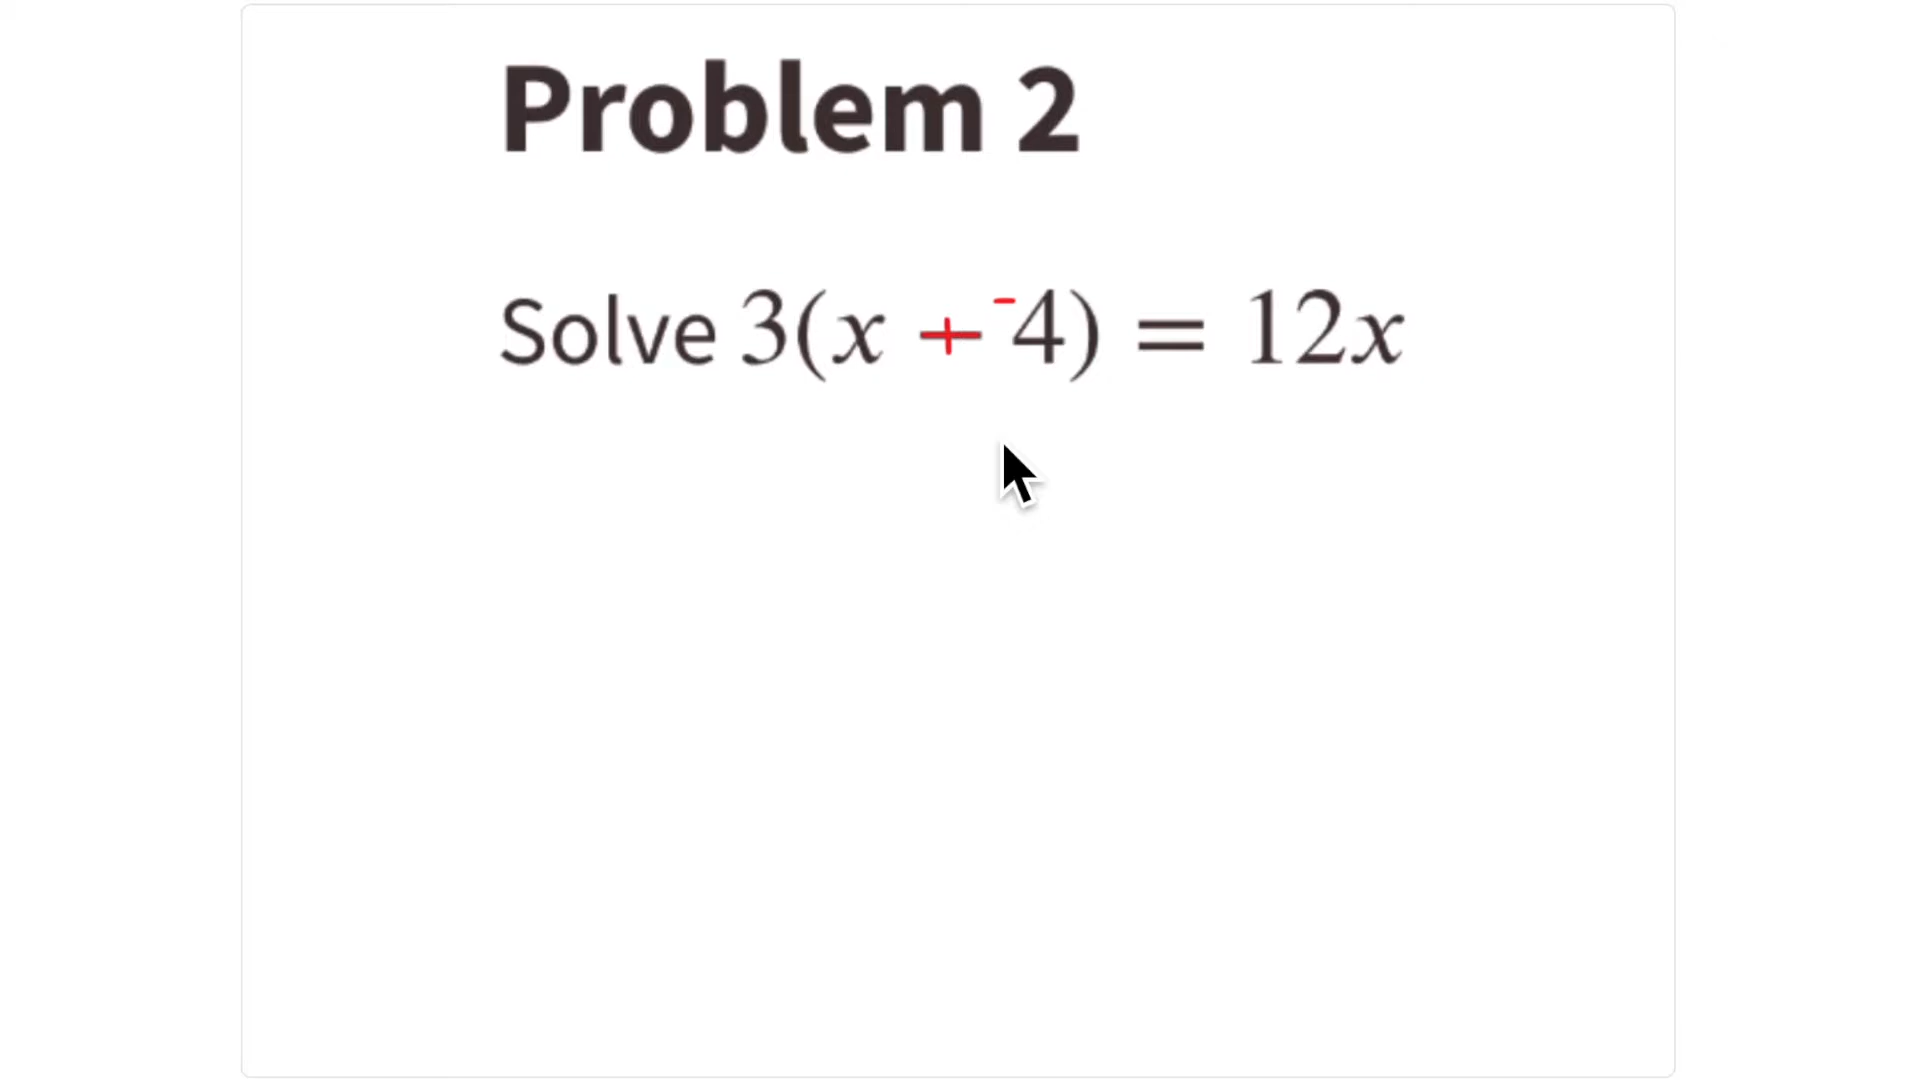 Problem 2
Solve 3(x + ⁻4) = 12x